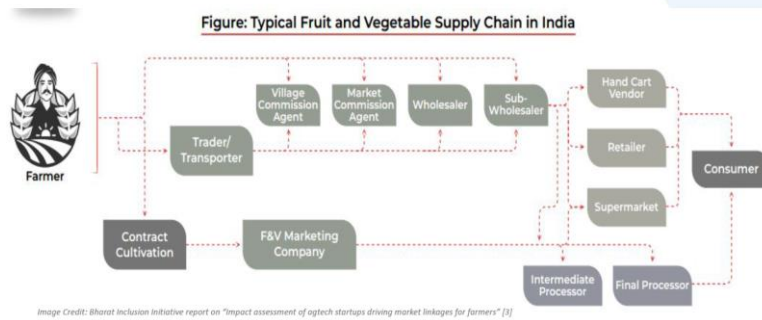 Figure: Typical Fruit and Vegetable Supply Chain in India
Farmer
Trader/
Transporter
Village
Commission
Agent
Market
Commission
Agent
Wholesaler
Sub-
Wholesaler
Hand Cart
Vendor
Retailer
Supermarket
Consumer
Contract
Cultivation
F&V Marketing
Company
Intermediate
Processor
Final Processor
Image Credit: Bharat Inclusion Initiative report on "Impact assessment of agtech startups driving market linkages for farmers" [3]